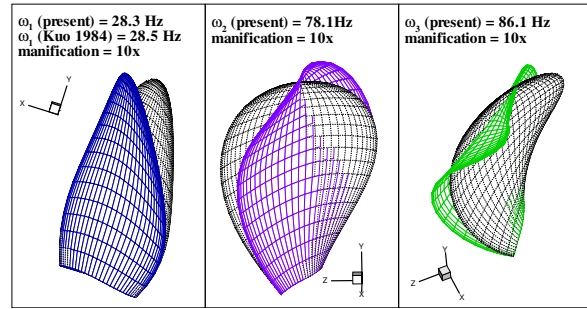 ω₁ (present) = 28.3 Hz
ω₁ (Kuo 1984) = 28.5 Hz
manification = 10x
Y
X
ω₂ (present) = 78.1Hz
manification = 10x
Y
Z
X
ω₃ (present) = 86.1 Hz
manification = 10x
Y
Z
X